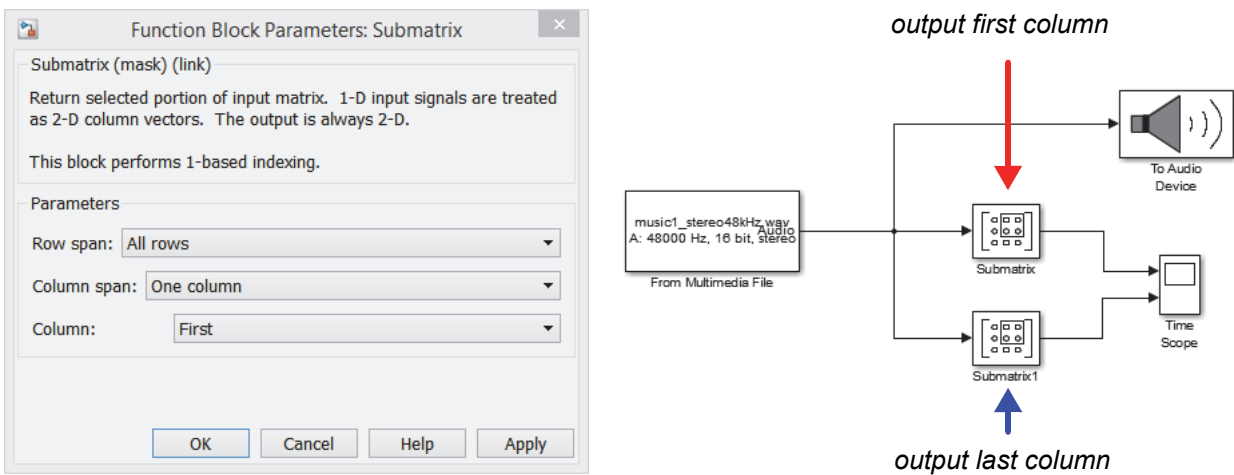 Function Block Parameters: Submatrix
Submatrix (mask) (link)
Return selected portion of input matrix.  1-D input signals are treated
as 2-D column vectors.  The output is always 2-D.
This block performs 1-based indexing.
Parameters
Row span: All rows
Column span: One column
Column: First
OK Cancel Help Apply
output first column
To Audio
Device
music1_stereo48kHz.wav
Audio
A: 48000 Hz, 16 bit, stereo
From Multimedia File
Submatrix
Time
Scope
Submatrix1
output last column